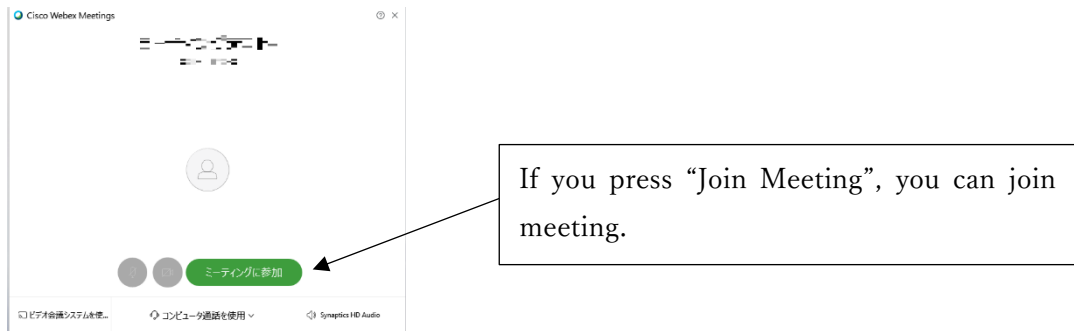 Cisco Webex Meetings
If you press “Join Meeting”, you can join
meeting.
ミーティングに参加
ビデオ会議システムを使...
コンピュータ通話を使用
Synaptics HD Audio